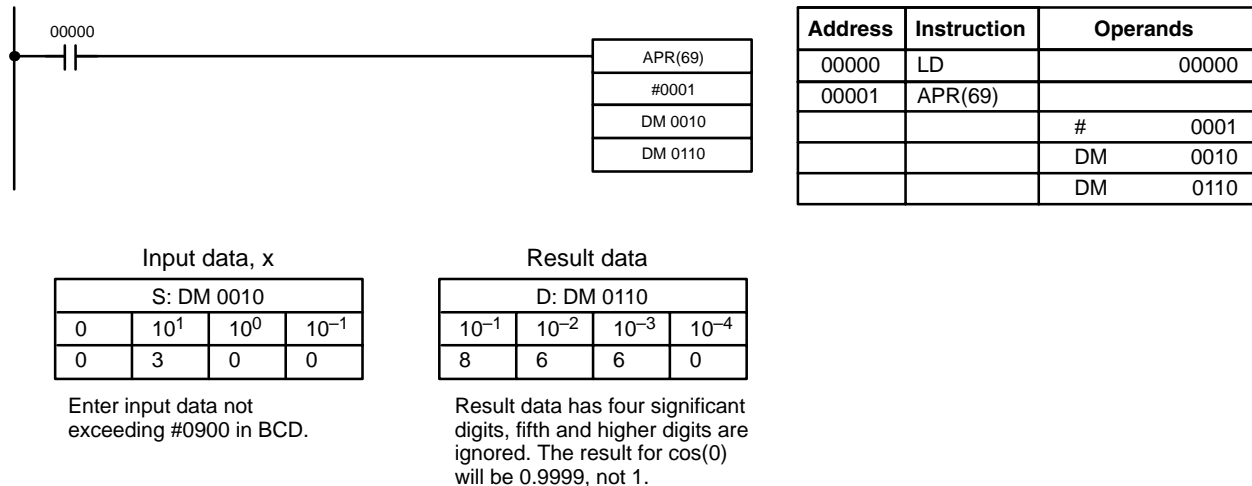 00000
APR(69)
#0001
DM 0010
DM 0110
Address Instruction Operands
00000 LD 00000
00001 APR(69)
# 0001
DM 0010
DM 0110
Input data, x
S: DM 0010
0 10¹ 10⁰ 10⁻¹
0 3 0 0
Enter input data not
exceeding #0900 in BCD.
Result data
D: DM 0110
10⁻¹ 10⁻² 10⁻³ 10⁻⁴
8 6 6 0
Result data has four significant
digits, fifth and higher digits are
ignored. The result for cos(0)
will be 0.9999, not 1.